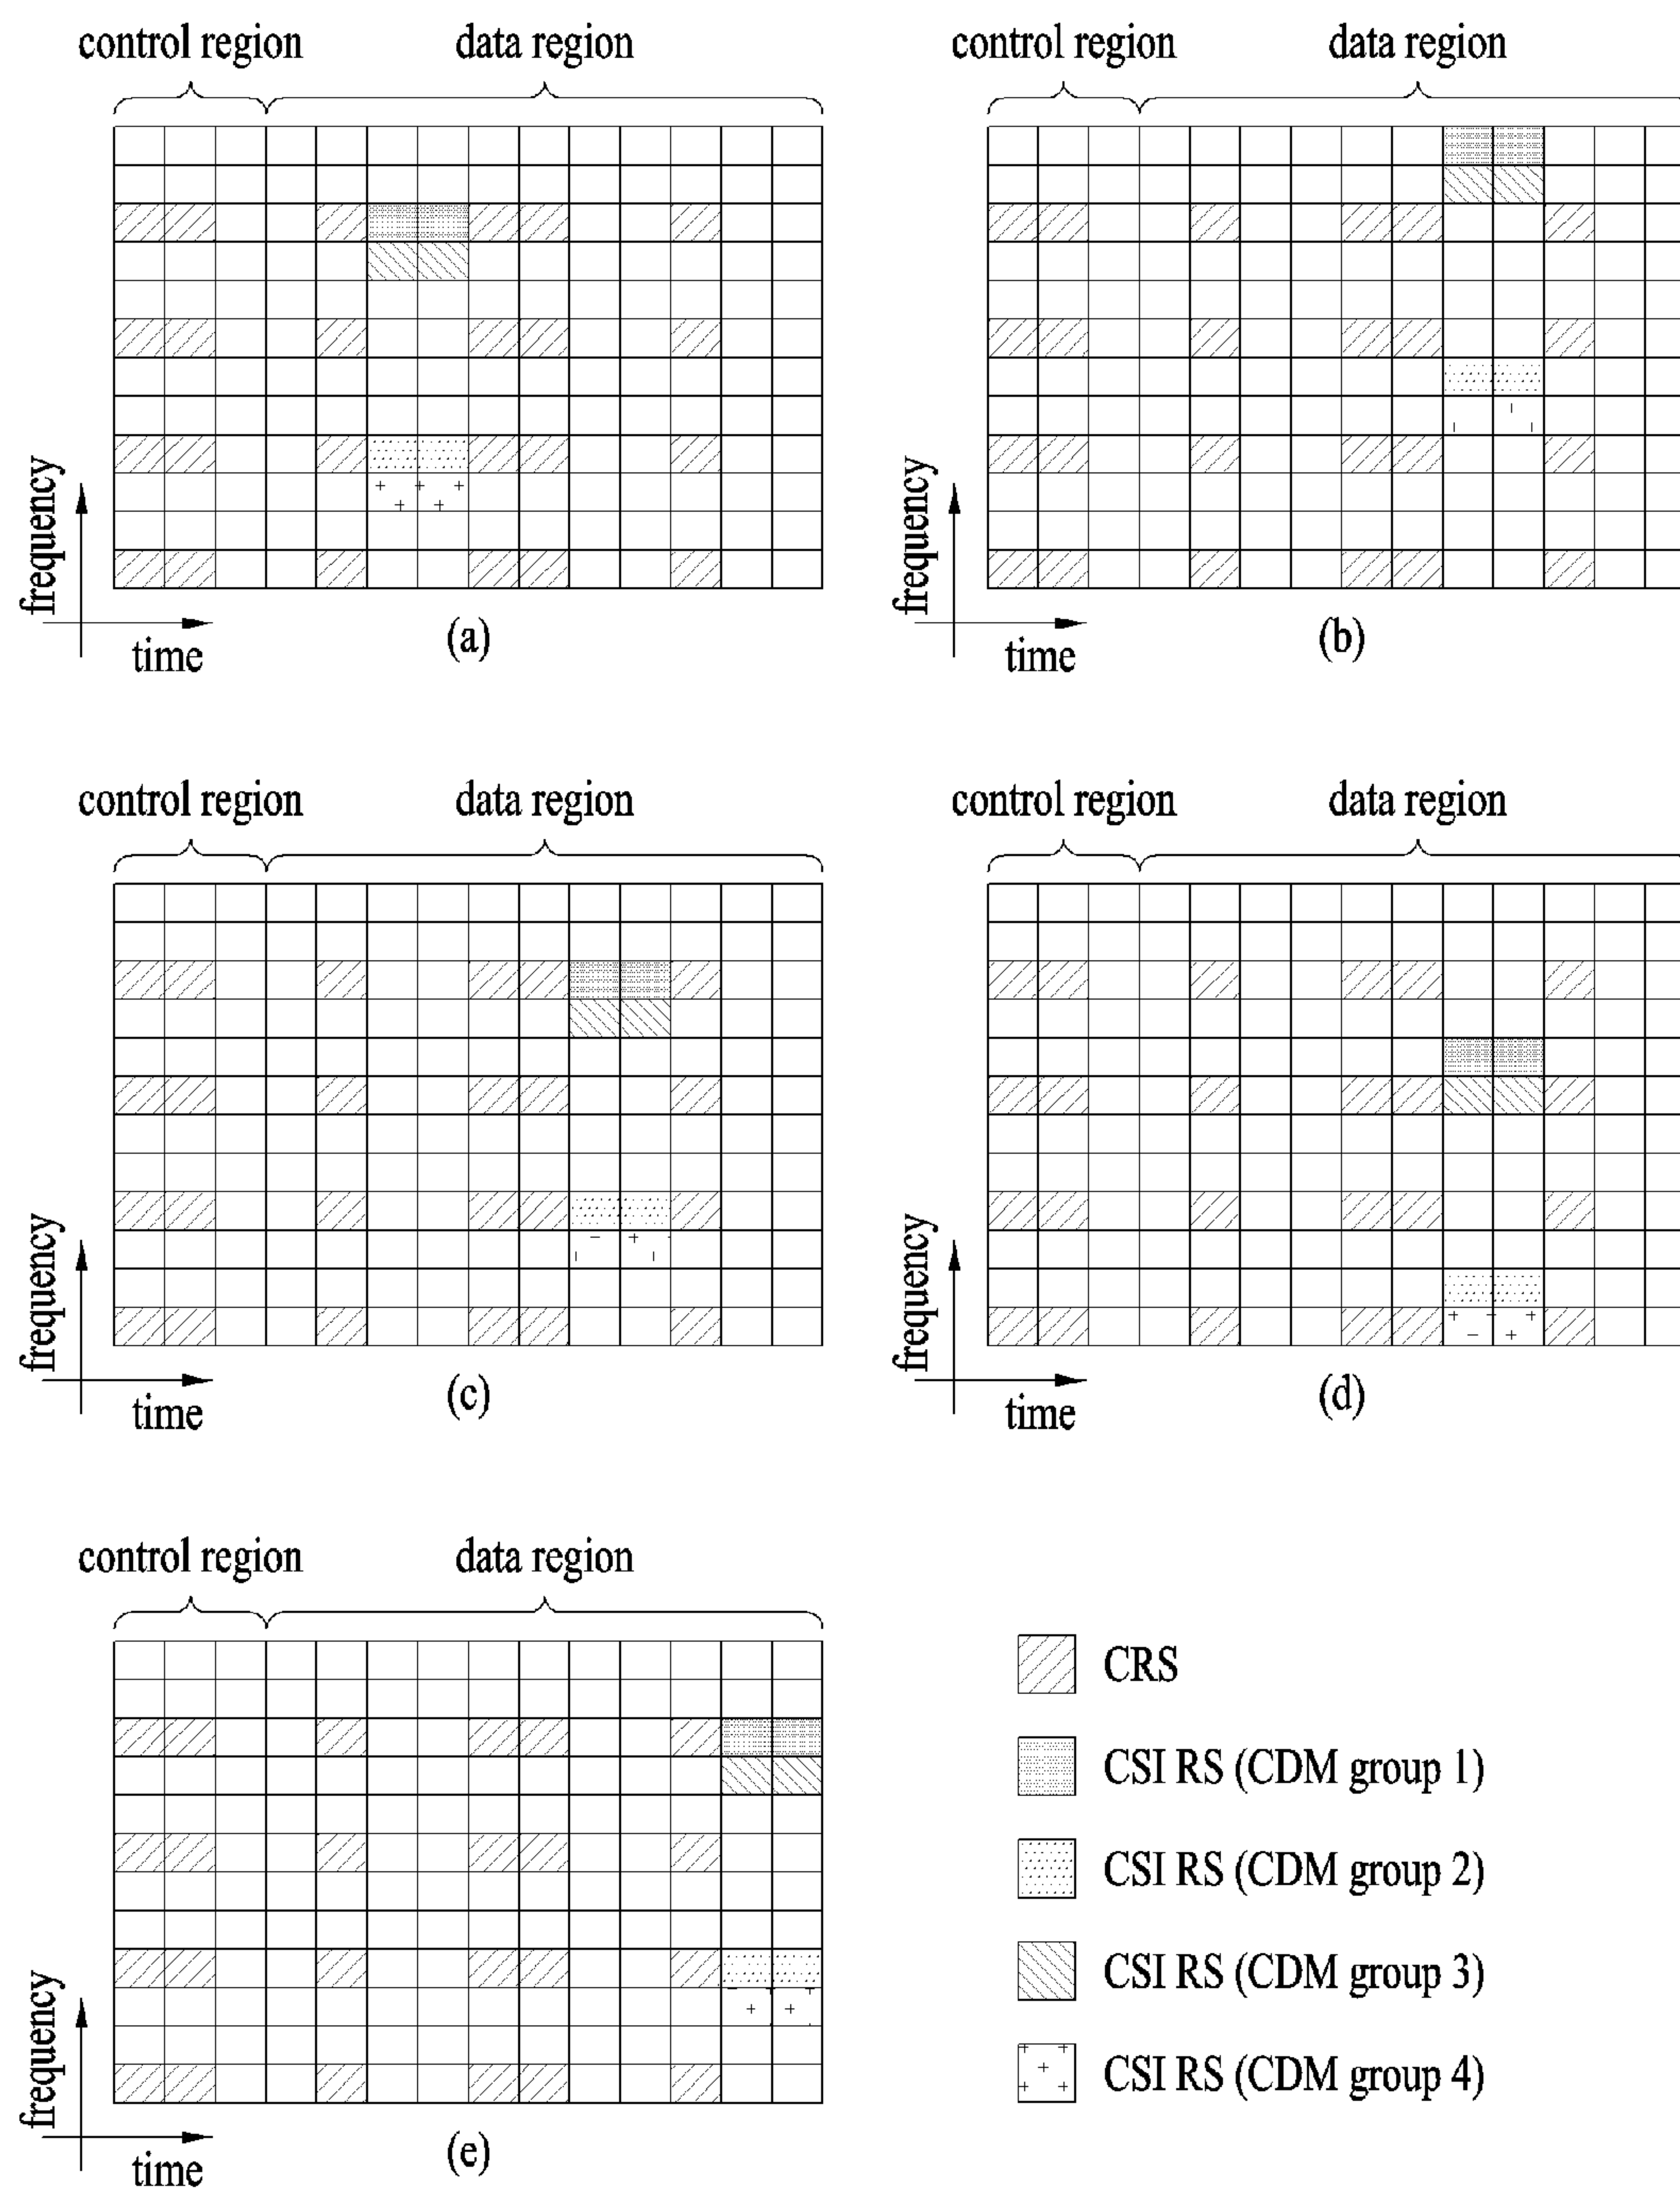 control region data region
control region data region
frequency
time
(a)
frequency
time
(b)
control region data region
control region data region
frequency
time
(c)
frequency
time
(d)
control region data region
frequency
time
(e)
CRS
CSI RS (CDM group 1)
CSI RS (CDM group 2)
CSI RS (CDM group 3)
CSI RS (CDM group 4)